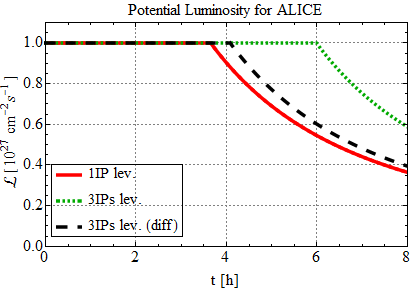 Potential Luminosity for ALICE
ℒ [10²⁷ cm⁻² s⁻¹]
1.0
0.8
0.6
0.4
0.2
0.0
1IP lev.
3IPs lev.
3IPs lev. (diff)
0 2 4 6 8
t [h]